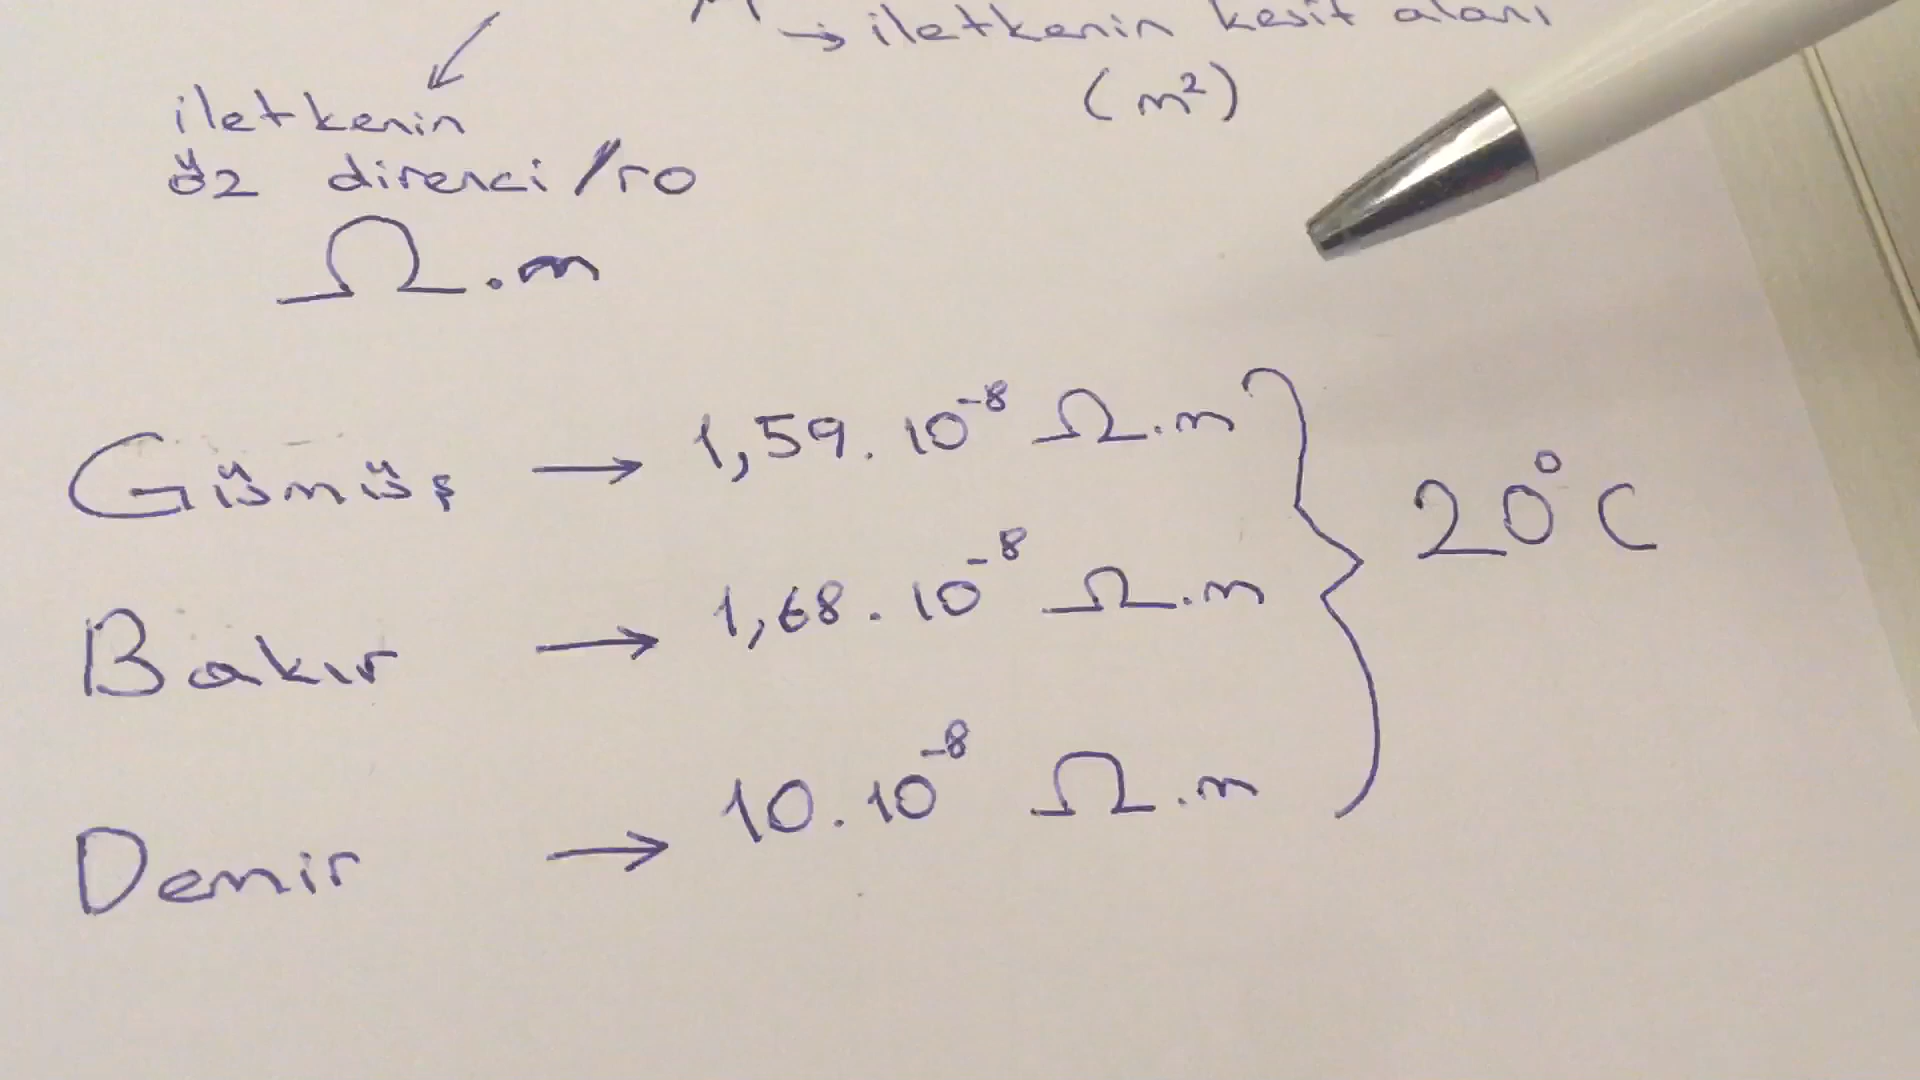 → iletkenin kesit alanı
(m²)
iletkenin
öz direnci / ro
Ω.m
Gümüş → 1,59.10⁻⁸ Ω.m
Bakır → 1,68.10⁻⁸ Ω.m
20°C
Demir → 10.10⁻⁸ Ω.m